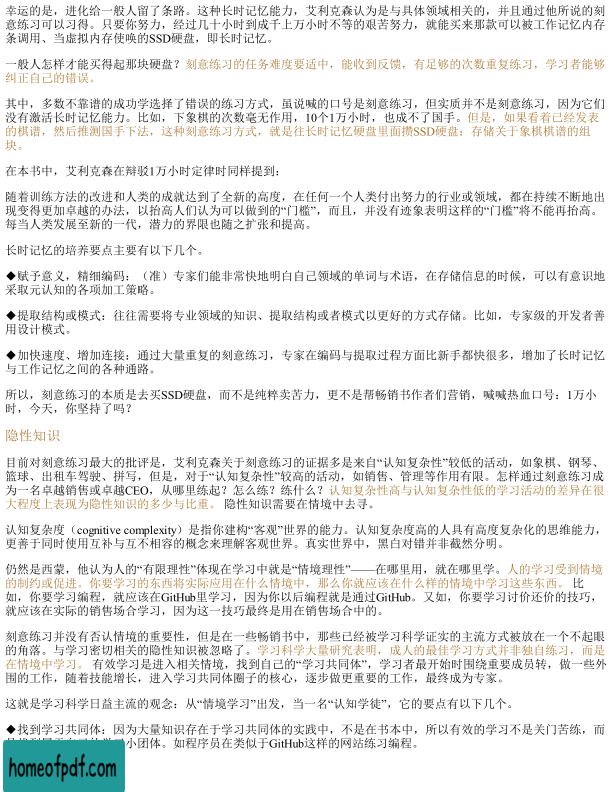 幸运的是，进化给一般人留了条路。这种长时记忆能力，艾利克森认为是与具体领域相关的，并且通过他所说的刻
意练习可以习得。只要你努力，经过几十小时到成千上万小时不等的艰苦努力，就能买来那款可以被工作记忆内存
条调用、当虚拟内存使唤的SSD硬盘，即长时记忆。
一般人怎样才能买得起那块硬盘？刻意练习的任务难度要适中，能收到反馈，有足够的次数重复练习，学习者能够
纠正自己的错误。
其中，多数不靠谱的成功学选择了错误的练习方式，虽说喊的口号是刻意练习，但实质并不是刻意练习，因为它们
没有激活长时记忆能力。比如，下象棋的次数毫无作用，10个1万小时，也成不了国手。但是，如果看着已经发表
的棋谱，然后推测国手下法，这种刻意练习方式，就是往长时记忆硬盘里面攒SSD硬盘：存储关于象棋棋谱的组
块。
在本书中，艾利克森在辩驳1万小时定律时同样提到：
随着训练方法的改进和人类的成就达到了全新的高度，在任何一个人类付出努力的行业或领域，都在持续不断地出
现变得更加卓越的办法，以抬高人们认为可以做到的“门槛”，而且，并没有迹象表明这样的“门槛”将不能再抬高。
每当人类发展至新的一代，潜力的界限也随之扩张和提高。
长时记忆的培养要点主要有以下几个。
◆赋予意义，精细编码：（准）专家们能非常快地明白自己领域的单词与术语，在存储信息的时候，可以有意识地
采取元认知的各项加工策略。
◆提取结构或模式：往往需要将专业领域的知识、提取结构或者模式以更好的方式存储。比如，专家级的开发者善
用设计模式。
◆加快速度、增加连接：通过大量重复的刻意练习，专家在编码与提取过程方面比新手都快很多，增加了长时记忆
与工作记忆之间的各种通路。
所以，刻意练习的本质是去买SSD硬盘，而不是纯粹卖苦力，更不是帮畅销书作者们营销，喊喊热血口号：1万小
时，今天，你坚持了吗？
隐性知识
目前对刻意练习最大的批评是，艾利克森关于刻意练习的证据多是来自“认知复杂性”较低的活动，如象棋、钢琴、
篮球、出租车驾驶、拼写，但是，对于“认知复杂性”较高的活动，如销售、管理等作用有限。怎样通过刻意练习成
为一名卓越销售或卓越CEO，从哪里练起？怎么练？练什么？认知复杂性高与认知复杂性低的学习活动的差异在很
大程度上表现为隐性知识的多少与比重。 隐性知识需要在情境中去寻。
认知复杂度（cognitive complexity）是指你建构“客观”世界的能力。认知复杂度高的人具有高度复杂化的思维能力，
更善于同时使用互补与互不相容的概念来理解客观世界。真实世界中，黑白对错并非截然分明。
仍然是西蒙，他认为人的“有限理性”体现在学习中就是“情境理性”——在哪里用，就在哪里学。人的学习受到情境
的制约或促进。你要学习的东西将实际应用在什么情境中，那么你就应该在什么样的情境中学习这些东西。 比
如，你要学习编程，就应该在GitHub里学习，因为你以后编程就是通过GitHub。又如，你要学习讨价还价的技巧，
就应该在实际的销售场合学习，因为这一技巧最终是用在销售场合中的。
刻意练习并没有否认情境的重要性，但是在一些畅销书中，那些已经被学习科学证实的主流方式被放在一个不起眼
的角落。与学习密切相关的隐性知识被忽略了。学习科学大量研究表明，成人的最佳学习方式并非独自练习，而是
在情境中学习。 有效学习是进入相关情境，找到自己的“学习共同体”，学习者最开始时围绕重要成员转，做一些外
围的工作，随着技能增长，进入学习共同体圈子的核心，逐步做更重要的工作，最终成为专家。
这就是学习科学日益主流的观念：从“情境学习”出发，当一名“认知学徒”，它的要点有以下几个。
◆找到学习共同体：因为大量知识存在于学习共同体的实践中，不是在书本中，所以有效的学习不是关门苦练，而
小团体。如程序员在类似于GitHub这样的网站练习编程。
homeofpdf.com